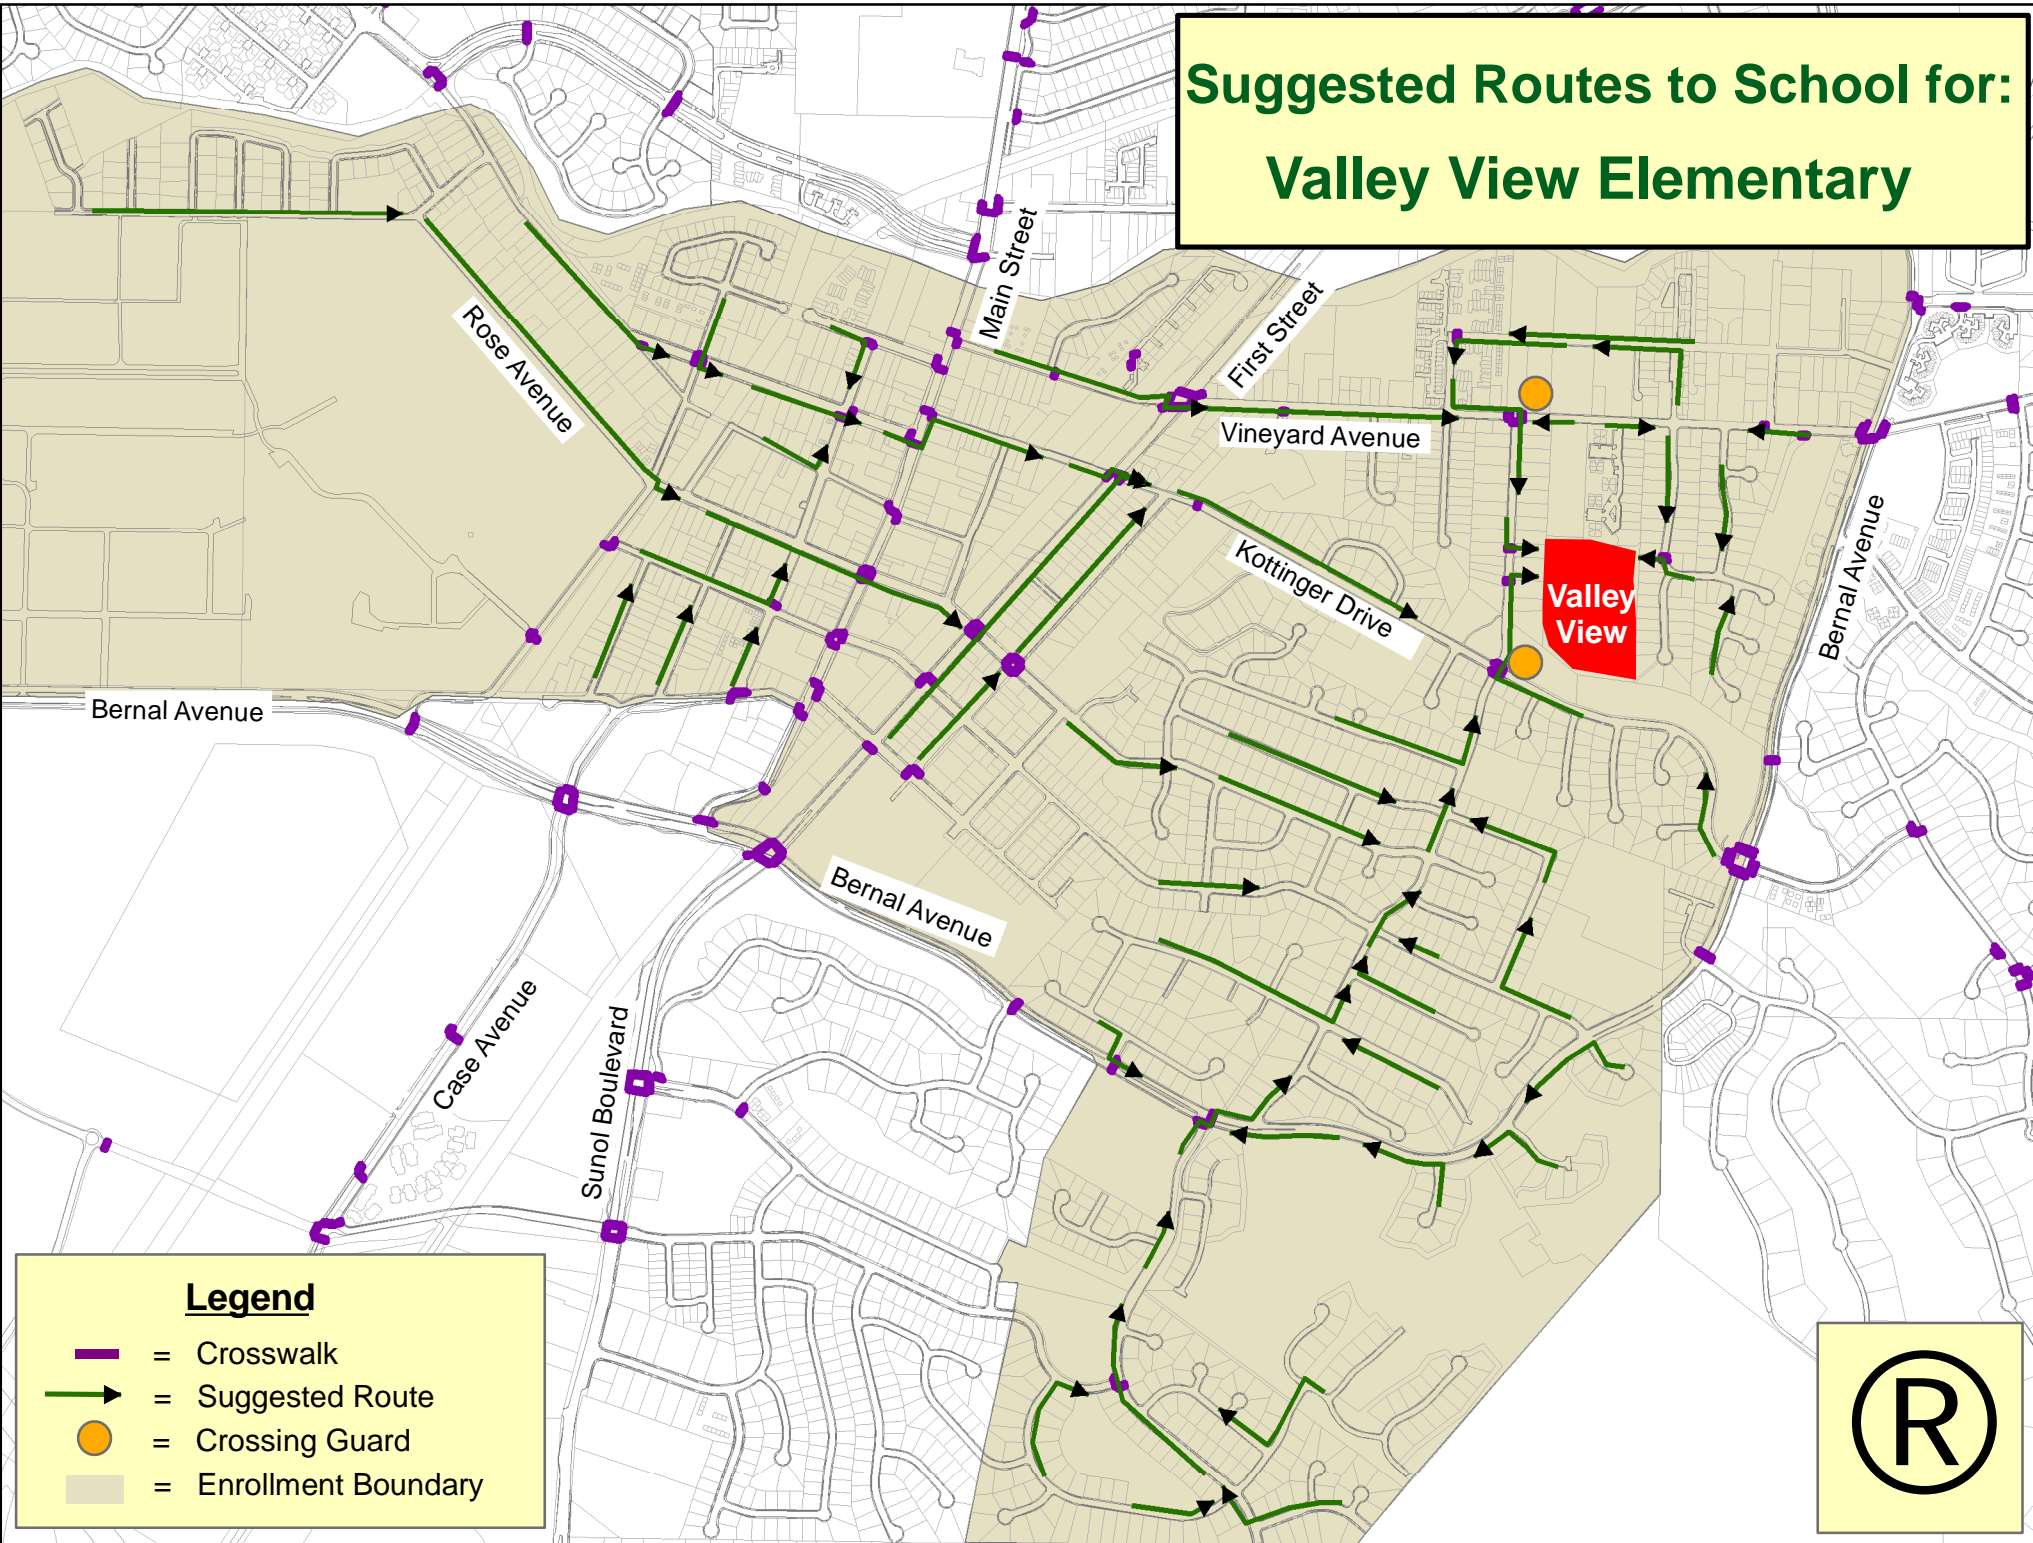 Suggested Routes to School for:
Valley View Elementary
Main Street
First Street
Rose Avenue
Vineyard Avenue
Kottinger Drive
Valley
View
Bernal Avenue
Bernal Avenue
Bernal Avenue
Case Avenue
Sunol Boulevard
Legend
= Crosswalk
= Suggested Route
= Crossing Guard
= Enrollment Boundary
®